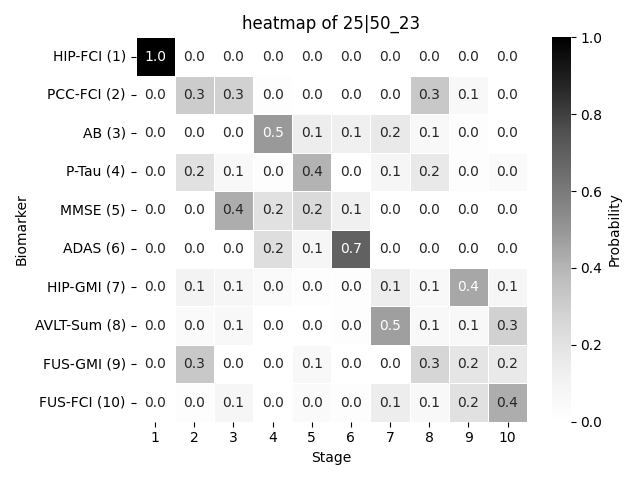 heatmap of 25|50_23
HIP-FCI (1) 1.0 0.0 0.0 0.0 0.0 0.0 0.0 0.0 0.0 0.0
PCC-FCI (2) 0.0 0.3 0.3 0.0 0.0 0.0 0.0 0.3 0.1 0.0
AB (3) 0.0 0.0 0.0 0.5 0.1 0.1 0.2 0.1 0.0 0.0
P-Tau (4) 0.0 0.2 0.1 0.0 0.4 0.0 0.1 0.2 0.0 0.0
MMSE (5) 0.0 0.0 0.4 0.2 0.2 0.1 0.0 0.0 0.0 0.0
ADAS (6) 0.0 0.0 0.0 0.2 0.1 0.7 0.0 0.0 0.0 0.0
HIP-GMI (7) 0.0 0.1 0.1 0.0 0.0 0.0 0.1 0.1 0.4 0.1
AVLT-Sum (8) 0.0 0.0 0.1 0.0 0.0 0.0 0.5 0.1 0.1 0.3
FUS-GMI (9) 0.0 0.3 0.0 0.0 0.1 0.0 0.0 0.3 0.2 0.2
FUS-FCI (10) 0.0 0.0 0.1 0.0 0.0 0.0 0.1 0.1 0.2 0.4
1 2 3 4 5 6 7 8 9 10
Stage
Biomarker
1.0
0.8
0.6
0.4
0.2
0.0
Probability